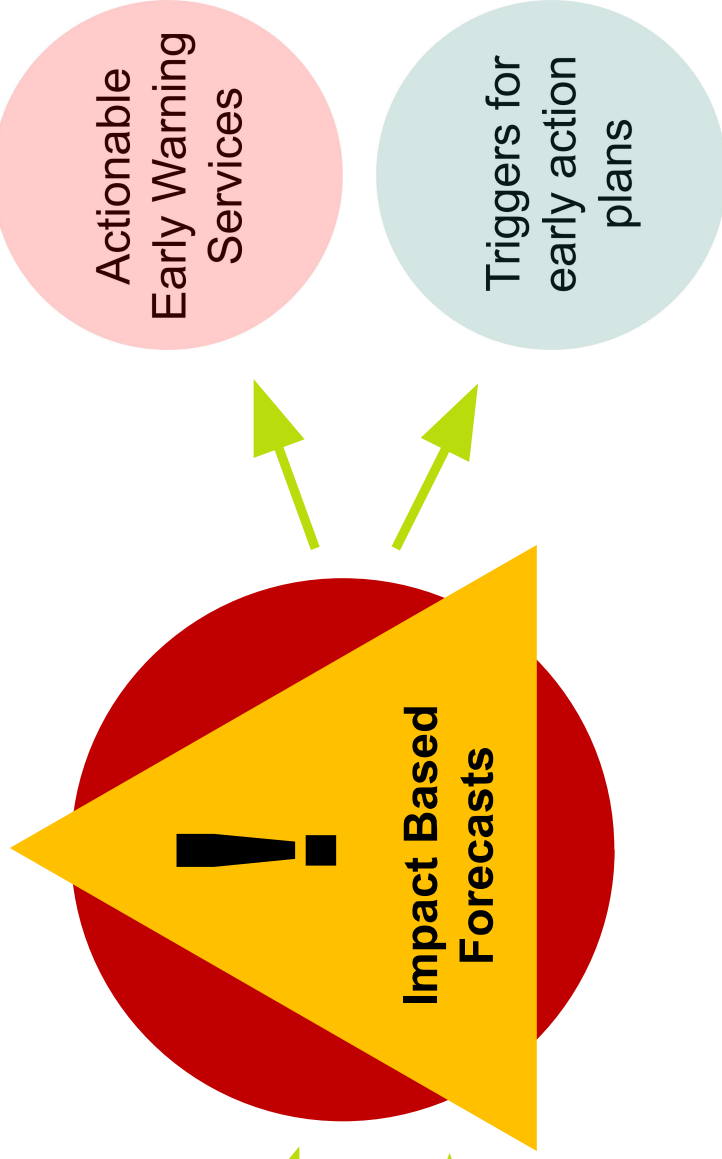 Actionable
Early Warning
Services
Triggers for
early action
plans
!
Impact Based
Forecasts